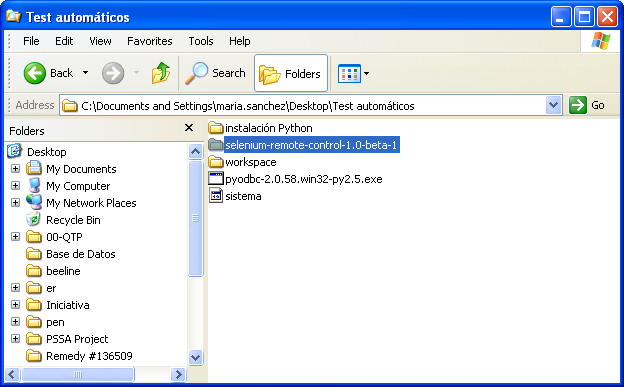 Test automáticos
File Edit View Favorites Tools Help
Back Search Folders
Address C:\Documents and Settings\maria.sanchez\Desktop\Test automáticos Go
Folders
Desktop
My Documents
My Computer
My Network Places
Recycle Bin
00-QTP
Base de Datos
beeline
er
Iniciativa
pen
PSSA Project
Remedy #136509
instalación Python
selenium-remote-control-1.0-beta-1
workspace
pyodbc-2.0.58.win32-py2.5.exe
sistema